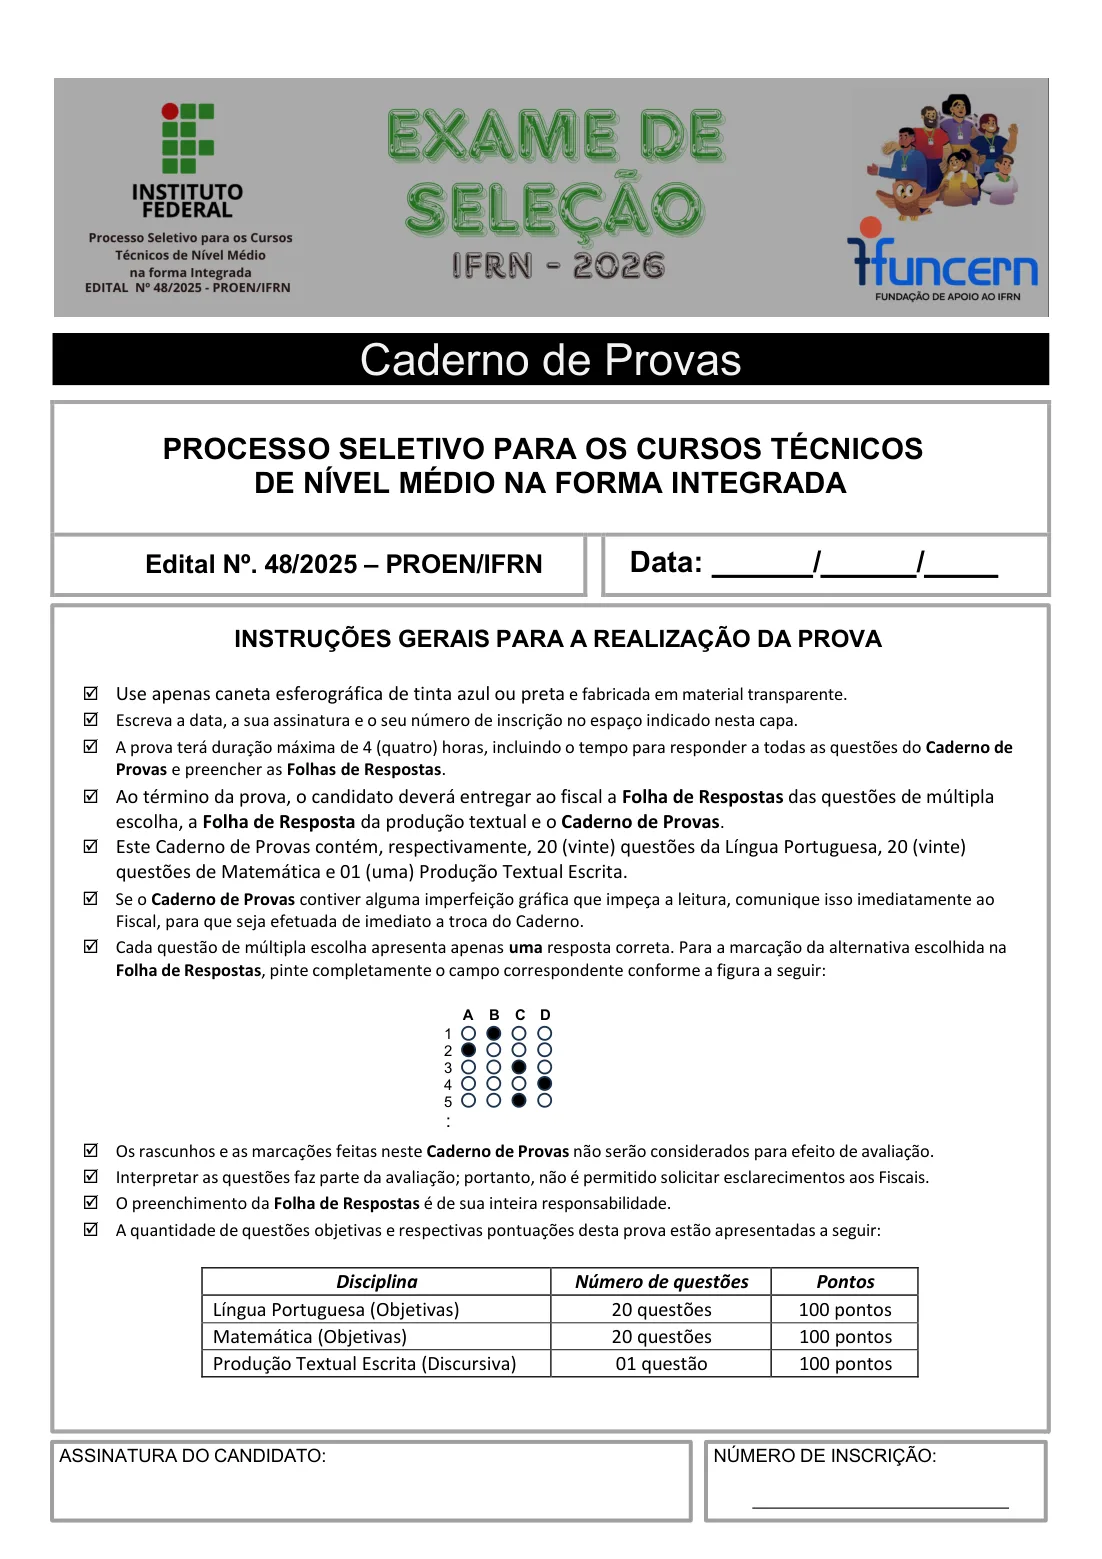 INSTITUTO
FEDERAL
Processo Seletivo para os Cursos
Técnicos de Nível Médio
na forma Integrada
EDITAL Nº 48/2025 - PROEN/IFRN
EXAME DE
SELEÇÃO
IFRN - 2026
funcern
FUNDAÇÃO DE APOIO AO IFRN
Caderno de Provas
PROCESSO SELETIVO PARA OS CURSOS TÉCNICOS
DE NÍVEL MÉDIO NA FORMA INTEGRADA
Edital Nº. 48/2025 – PROEN/IFRN
Data: ______/______/_____
INSTRUÇÕES GERAIS PARA A REALIZAÇÃO DA PROVA
☑ Use apenas caneta esferográfica de tinta azul ou preta e fabricada em material transparente.
☑ Escreva a data, a sua assinatura e o seu número de inscrição no espaço indicado nesta capa.
☑ A prova terá duração máxima de 4 (quatro) horas, incluindo o tempo para responder a todas as questões do Caderno de
Provas e preencher as Folhas de Respostas.
☑ Ao término da prova, o candidato deverá entregar ao fiscal a Folha de Respostas das questões de múltipla
escolha, a Folha de Resposta da produção textual e o Caderno de Provas.
☑ Este Caderno de Provas contém, respectivamente, 20 (vinte) questões da Língua Portuguesa, 20 (vinte)
questões de Matemática e 01 (uma) Produção Textual Escrita.
☑ Se o Caderno de Provas contiver alguma imperfeição gráfica que impeça a leitura, comunique isso imediatamente ao
Fiscal, para que seja efetuada de imediato a troca do Caderno.
☑ Cada questão de múltipla escolha apresenta apenas uma resposta correta. Para a marcação da alternativa escolhida na
Folha de Respostas, pinte completamente o campo correspondente conforme a figura a seguir:
A B C D
1
2
3
4
5
:
☑ Os rascunhos e as marcações feitas neste Caderno de Provas não serão considerados para efeito de avaliação.
☑ Interpretar as questões faz parte da avaliação; portanto, não é permitido solicitar esclarecimentos aos Fiscais.
☑ O preenchimento da Folha de Respostas é de sua inteira responsabilidade.
☑ A quantidade de questões objetivas e respectivas pontuações desta prova estão apresentadas a seguir:
Disciplina Número de questões Pontos
Língua Portuguesa (Objetivas) 20 questões 100 pontos
Matemática (Objetivas) 20 questões 100 pontos
Produção Textual Escrita (Discursiva) 01 questão 100 pontos
ASSINATURA DO CANDIDATO:
NÚMERO DE INSCRIÇÃO: